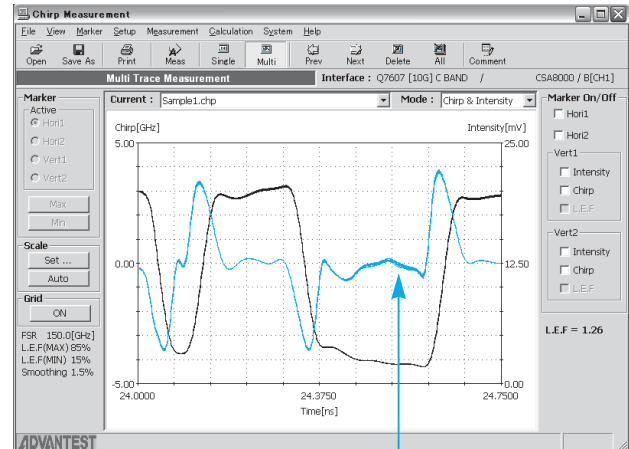 Chirp Measurement
File View Marker Setup Measurement Calculation System Help
Open Save As Print Meas Single Multi Prev Next Delete All Comment
Multi Trace Measurement Interface : Q7607 [10G] C BAND / CSA8000 / B[CH1]
Marker
Active
Hori1
Hori2
Vert1
Vert2
Max
Min
Scale
Set ...
Auto
Grid
ON
FSR 150.0[GHz]
L.E.F(MAX) 85%
L.E.F(MIN) 15%
Smoothing 1.5%
Current : Sample1.chp Mode : Chirp & Intensity
Chirp[GHz] Intensity[mV]
5.00 25.00
0.00 12.50
-5.00 0.00
24.0000 24.3750 24.7500
Time[ns]
Marker On/Off
Hori1
Hori2
Vert1
Intensity
Chirp
L.E.F
Vert2
Intensity
Chirp
L.E.F
L.E.F = 1.26
ADVANTEST